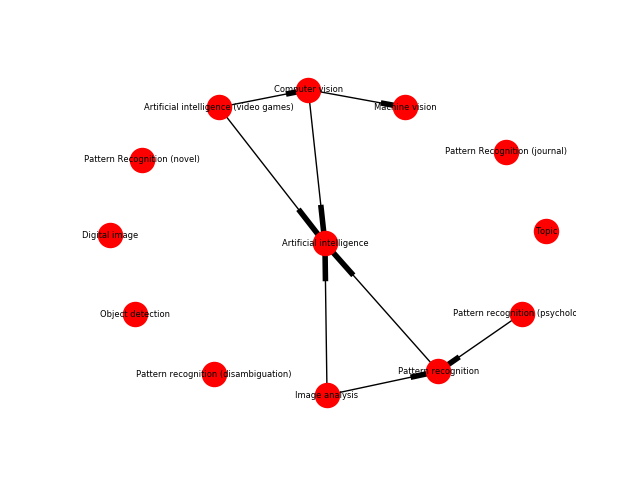 Computer vision
Artificial intelligence (video games)
Machine vision
Pattern Recognition (journal)
Pattern Recognition (novel)
Topic
Digital image
Artificial intelligence
Object detection
Pattern recognition (psycholo
Pattern recognition
Pattern recognition (disambiguation)
Image analysis